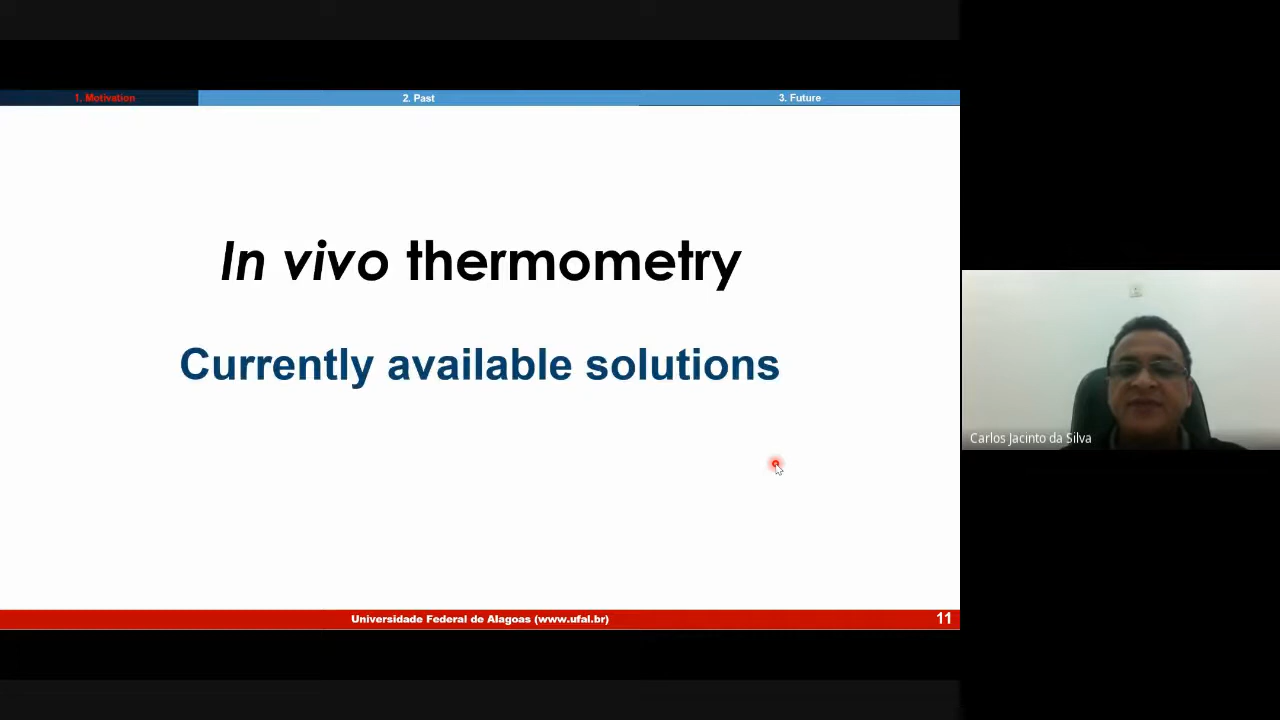 1. Motivation
2. Past
3. Future
In vivo thermometry
Currently available solutions
Carlos Jacinto da Silva
Universidade Federal de Alagoas (www.ufal.br)
11